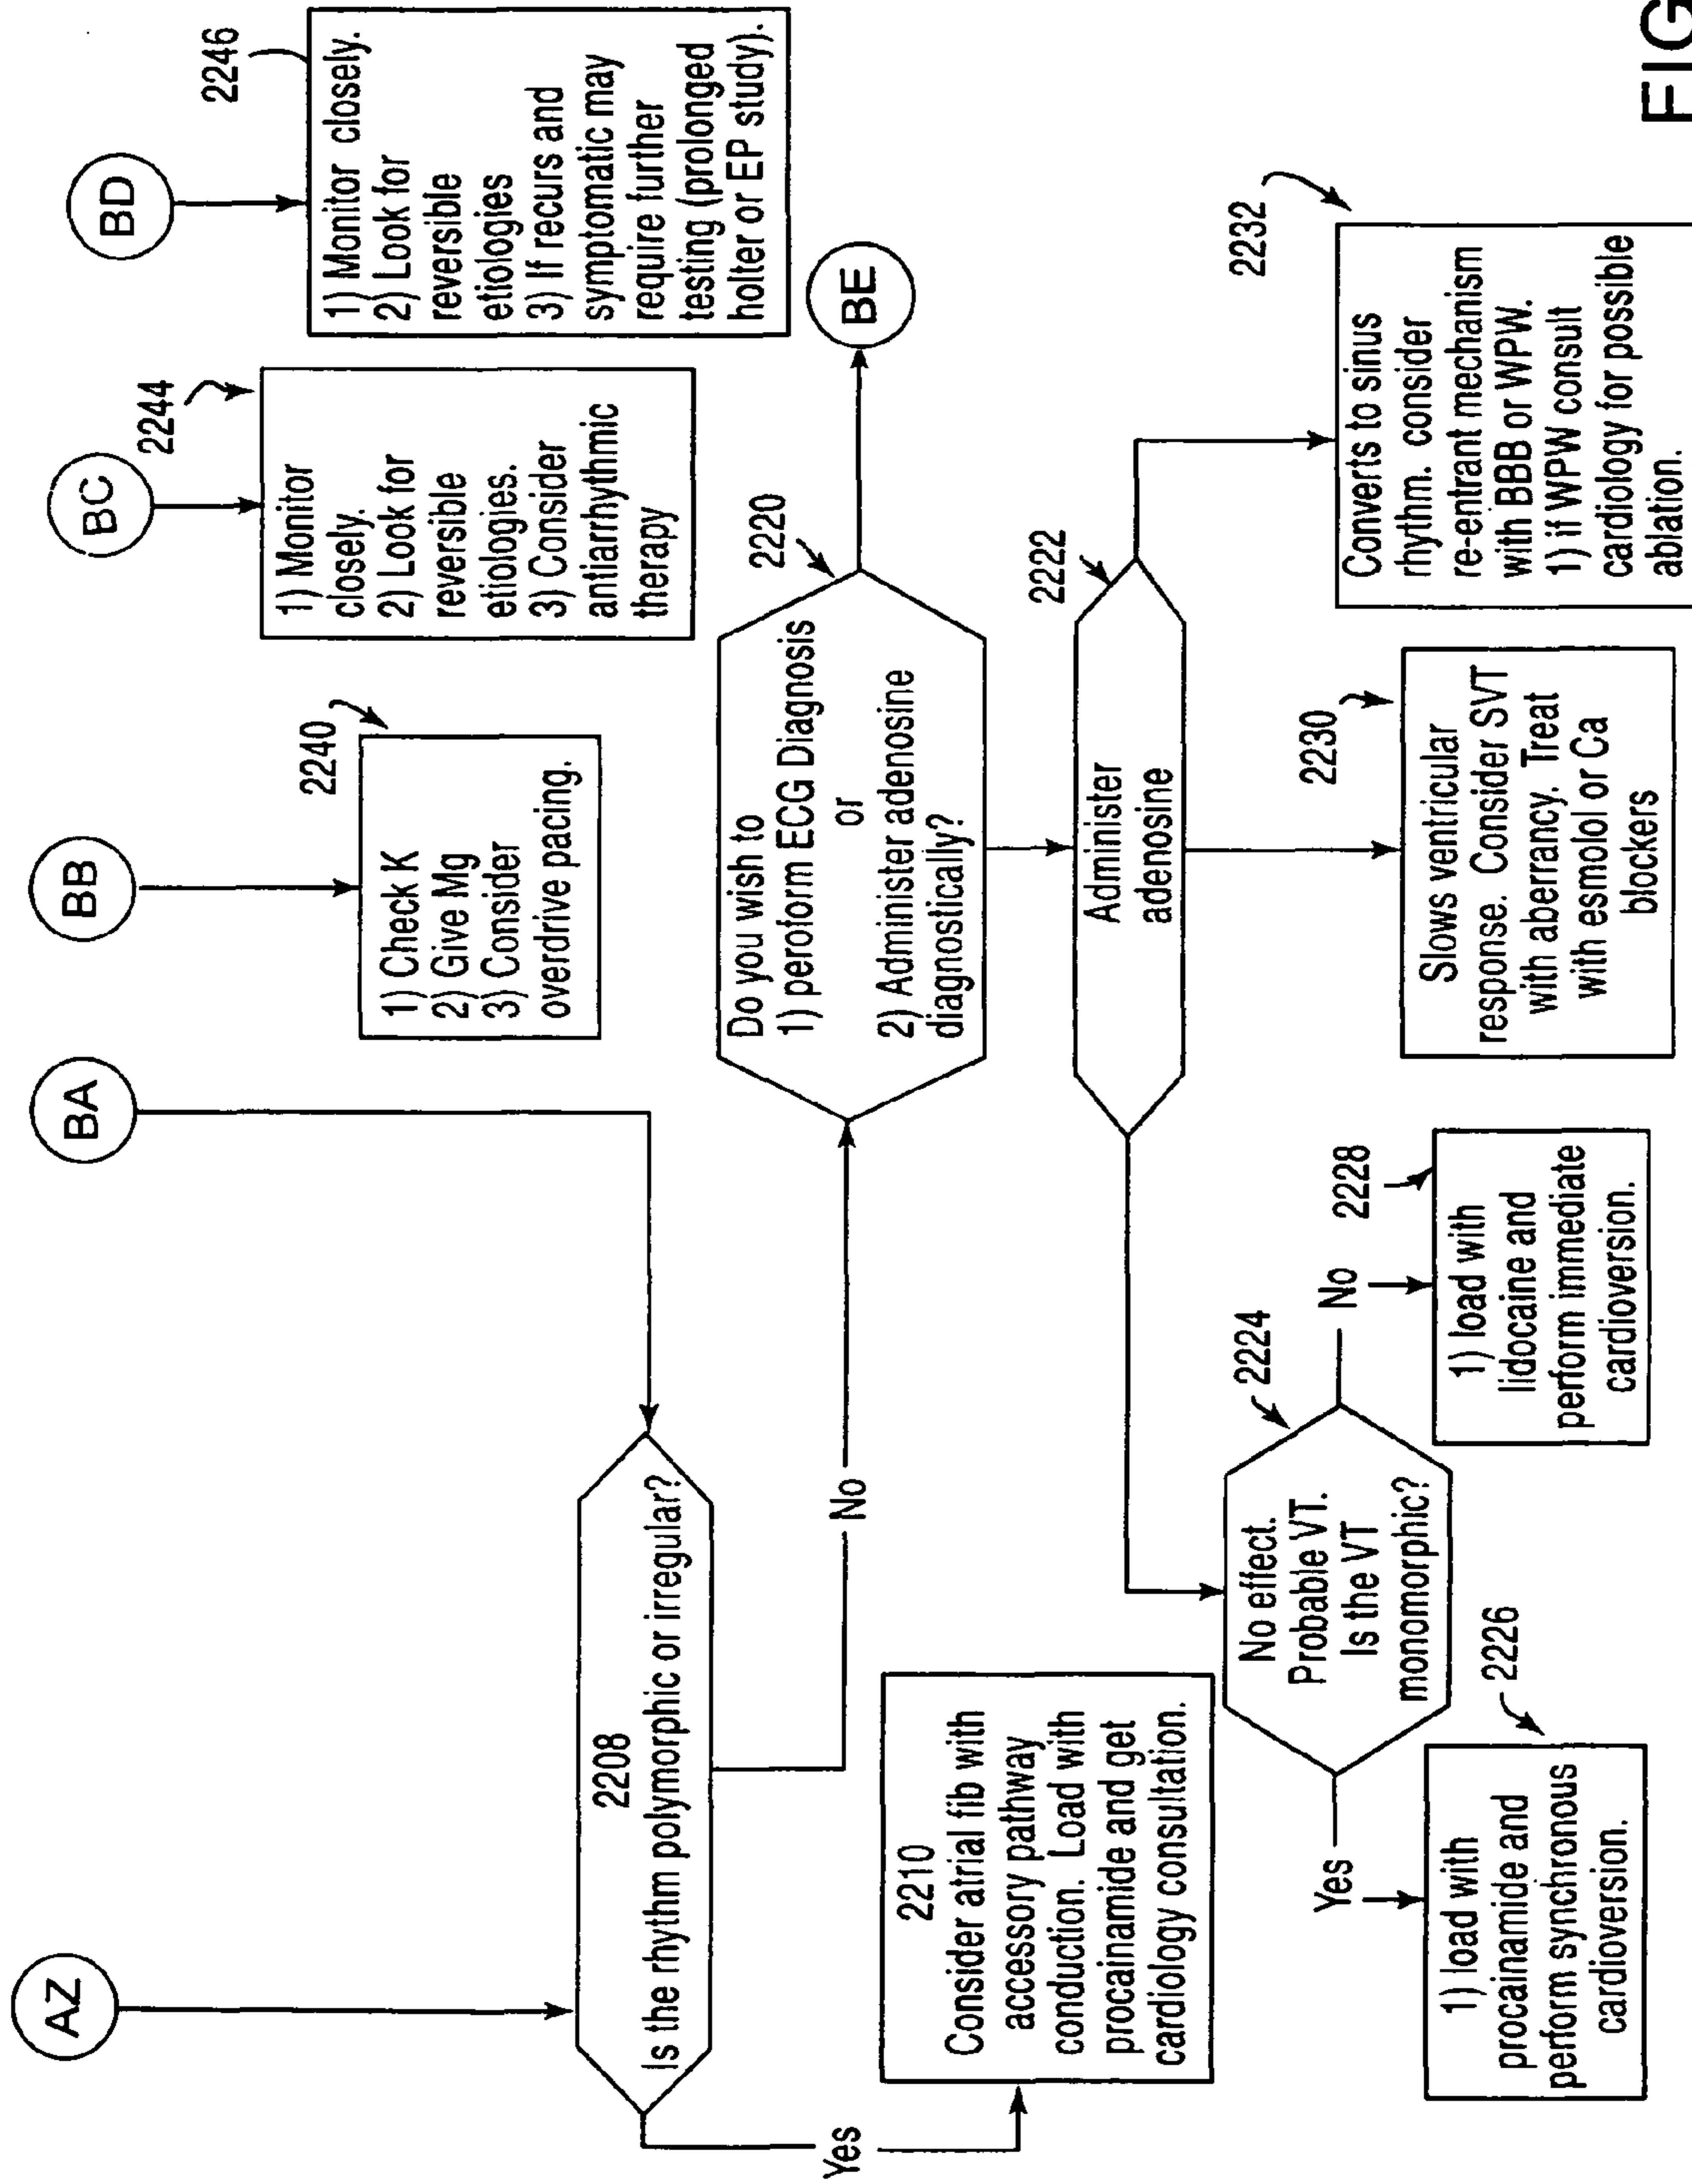 AZ
BA
BB
BC
BD
2240
1) Check K
2) Give Mg
3) Consider
overdrive pacing.
2244
1) Monitor
closely.
2) Look for
reversible
etiologies.
3) Consider
antiarrhythmic
therapy
2246
1) Monitor closely.
2) Look for
reversible
etiologies
3) If recurs and
symptomatic may
require further
testing (prolonged
holter or EP study).
2208
Is the rhythm polymorphic or irregular?
Yes
No
2210
Consider atrial fib with
accessory pathway
conduction. Load with
procainamide and get
cardiology consultation.
2220
Do you wish to
1) peroform ECG Diagnosis
or
2) Administer adenosine
diagnostically?
BE
2222
Administer
adenosine
2224
No effect.
Probable VT.
Is the VT
monomorphic?
Yes
No
2226
1) load with
procainamide and
perform synchronous
cardioversion.
2228
1) load with
lidocaine and
perform immediate
cardioversion.
2230
Slows ventricular
response. Consider SVT
with aberrancy. Treat
with esmolol or Ca
blockers
2232
Converts to sinus
rhythm. consider
re-entrant mechanism
with BBB or WPW.
1) if WPW consult
cardiology for possible
ablation.
FIG